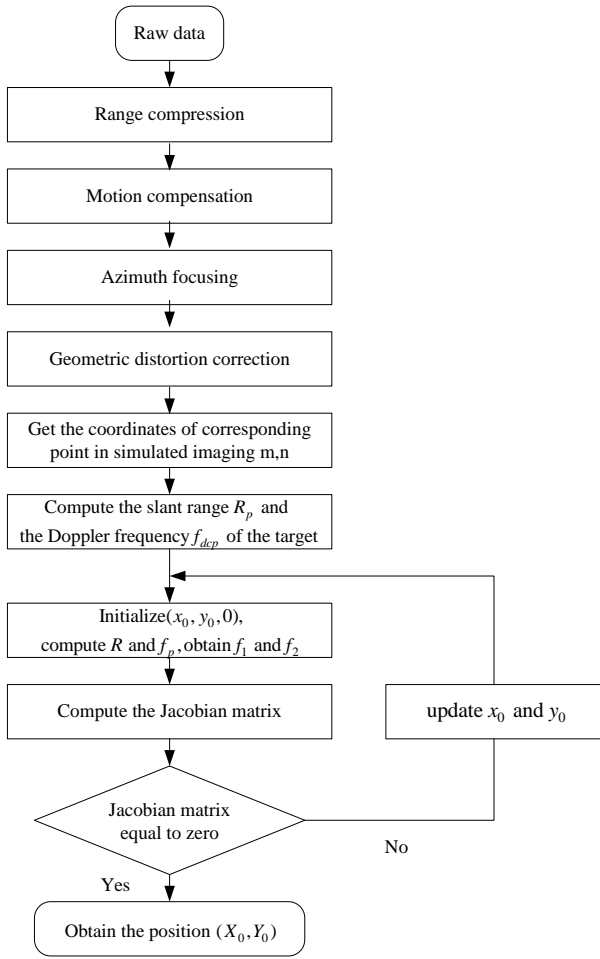 Raw data
Range compression
Motion compensation
Azimuth focusing
Geometric distortion correction
Get the coordinates of corresponding
point in simulated imaging m,n
Compute the slant range R_p and
the Doppler frequency f_{dcp} of the target
Initialize(x_0, y_0,0),
compute R and f_p,obtain f_1 and f_2
Compute the Jacobian matrix
update x_0 and y_0
Jacobian matrix
equal to zero
No
Yes
Obtain the position (X_0,Y_0)